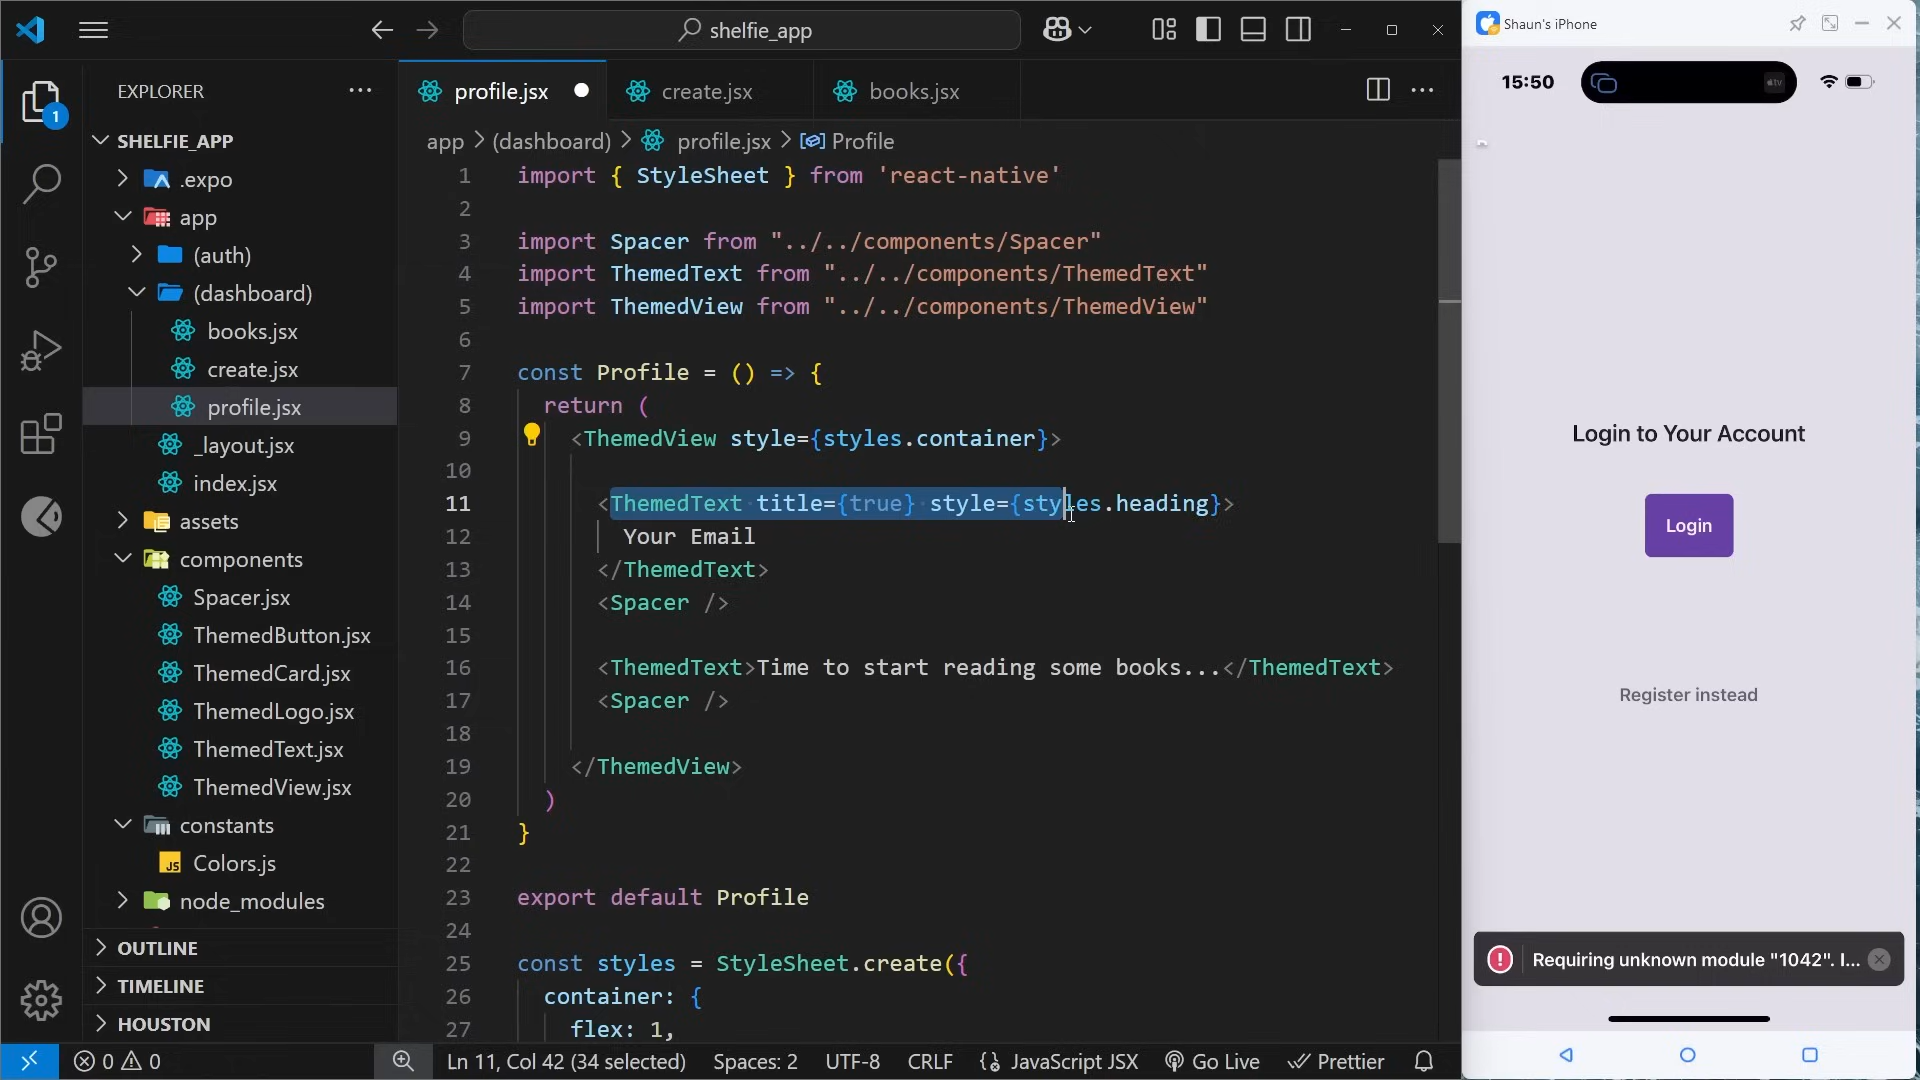 shelfie_app
Shaun's iPhone
EXPLORER
profile.jsx
create.jsx
books.jsx
15:50
1
SHELFIE_APP
.expo
app
(auth)
(dashboard)
books.jsx
create.jsx
profile.jsx
_layout.jsx
index.jsx
assets
components
Spacer.jsx
ThemedButton.jsx
ThemedCard.jsx
ThemedLogo.jsx
ThemedText.jsx
ThemedView.jsx
constants
JS Colors.js
node_modules
OUTLINE
TIMELINE
HOUSTON
app > (dashboard) > profile.jsx > Profile
1 import { StyleSheet } from 'react-native'
2
3 import Spacer from "../../components/Spacer"
4 import ThemedText from "../../components/ThemedText"
5 import ThemedView from "../../components/ThemedView"
6
7 const Profile = () => {
8 return (
9 <ThemedView style={styles.container}>
10
11 <ThemedText title={true} style={styles.heading}>
12 Your Email
13 </ThemedText>
14 <Spacer />
15
16 <ThemedText>Time to start reading some books...</ThemedText>
17 <Spacer />
18
19 </ThemedView>
20 )
21 }
22
23 export default Profile
24
25 const styles = StyleSheet.create({
26 container: {
27 flex: 1,
Login to Your Account
Login
Register instead
Requiring unknown module "1042". I...
0 0
Ln 11, Col 42 (34 selected)
Spaces: 2
UTF-8
CRLF
JavaScript JSX
Go Live
Prettier